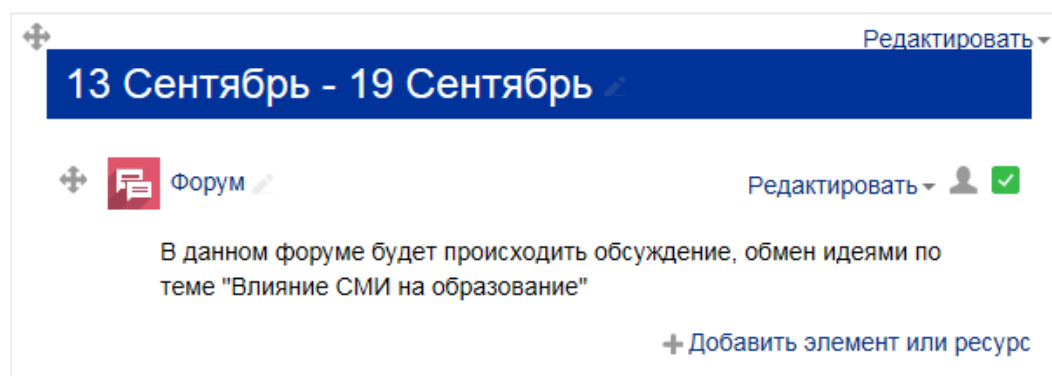 Редактировать
13 Сентябрь - 19 Сентябрь
Форум
Редактировать
В данном форуме будет происходить обсуждение, обмен идеями по
теме "Влияние СМИ на образование"
Добавить элемент или ресурс